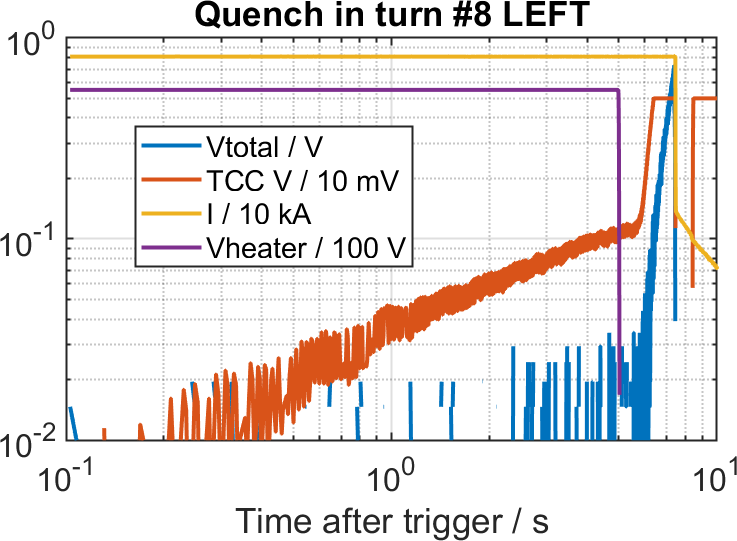 Quench in turn #8 LEFT
10^0
10^-1
10^-2
Vtotal / V
TCC V / 10 mV
I / 10 kA
Vheater / 100 V
10^-1
10^0
10^1
Time after trigger / s